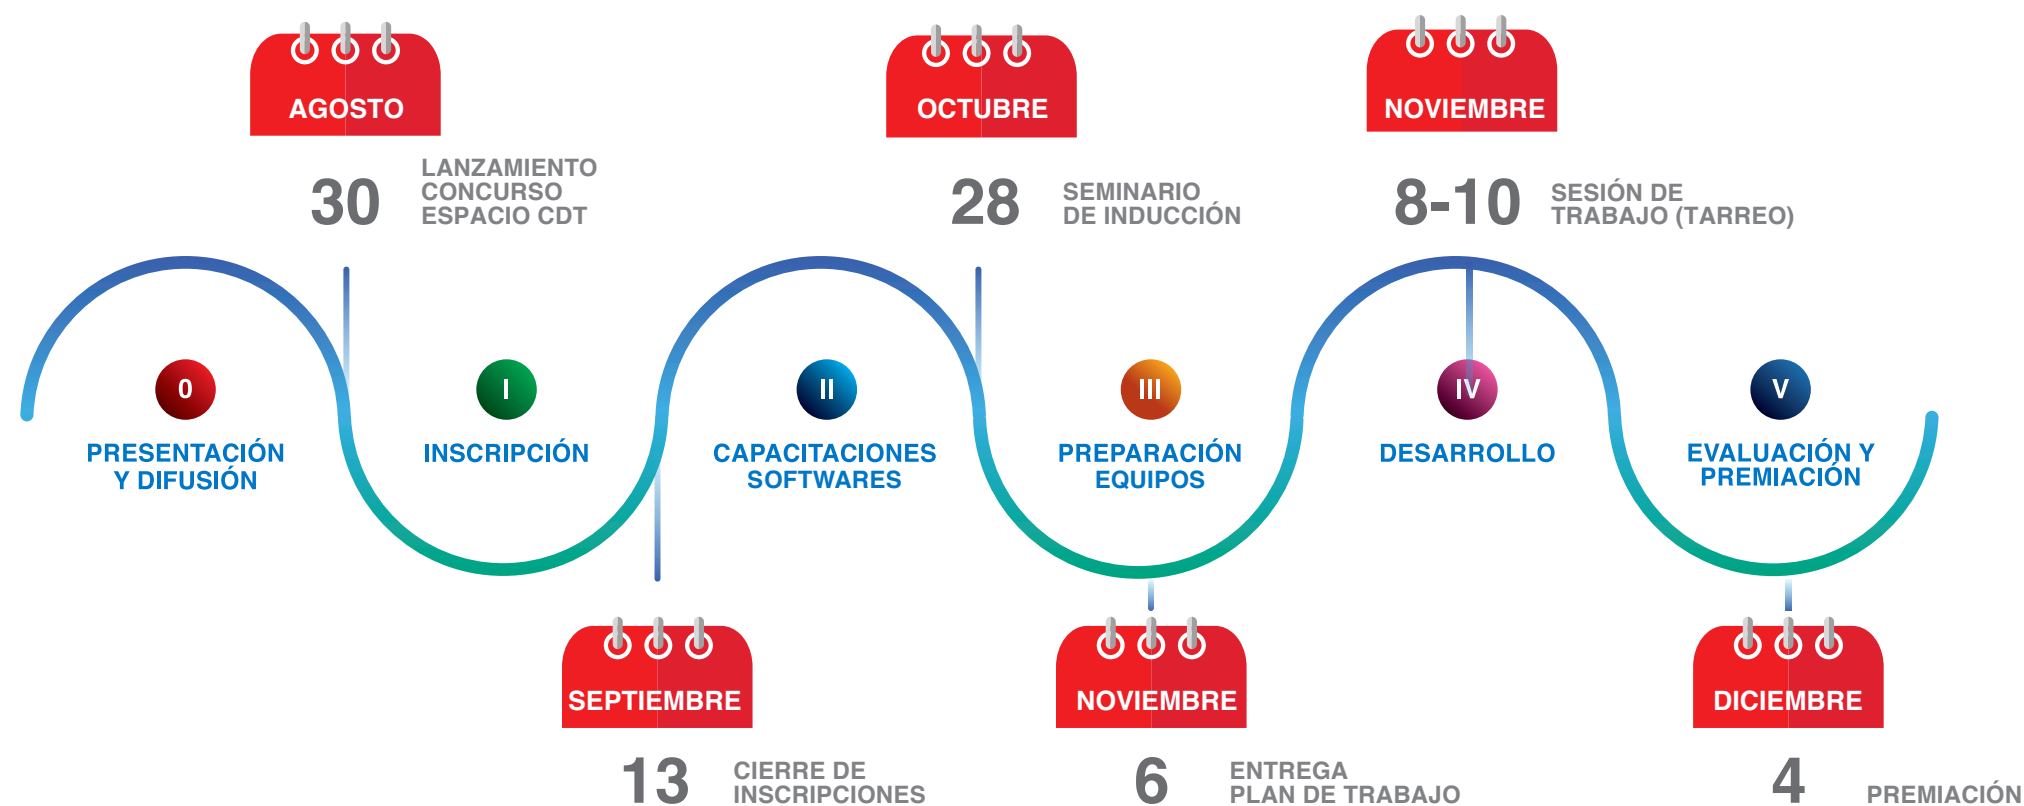 AGOSTO
30
LANZAMIENTO
CONCURSO
ESPACIO CDT
OCTUBRE
28
SEMINARIO
DE INDUCCIÓN
NOVIEMBRE
8-10
SESIÓN DE
TRABAJO (TARREO)
0
PRESENTACIÓN
Y DIFUSIÓN
I
INSCRIPCIÓN
II
CAPACITACIONES
SOFTWARES
III
PREPARACIÓN
EQUIPOS
IV
DESARROLLO
V
EVALUACIÓN Y
PREMIACIÓN
SEPTIEMBRE
13
CIERRE DE
INSCRIPCIONES
NOVIEMBRE
6
ENTREGA
PLAN DE TRABAJO
DICIEMBRE
4
PREMIACIÓN